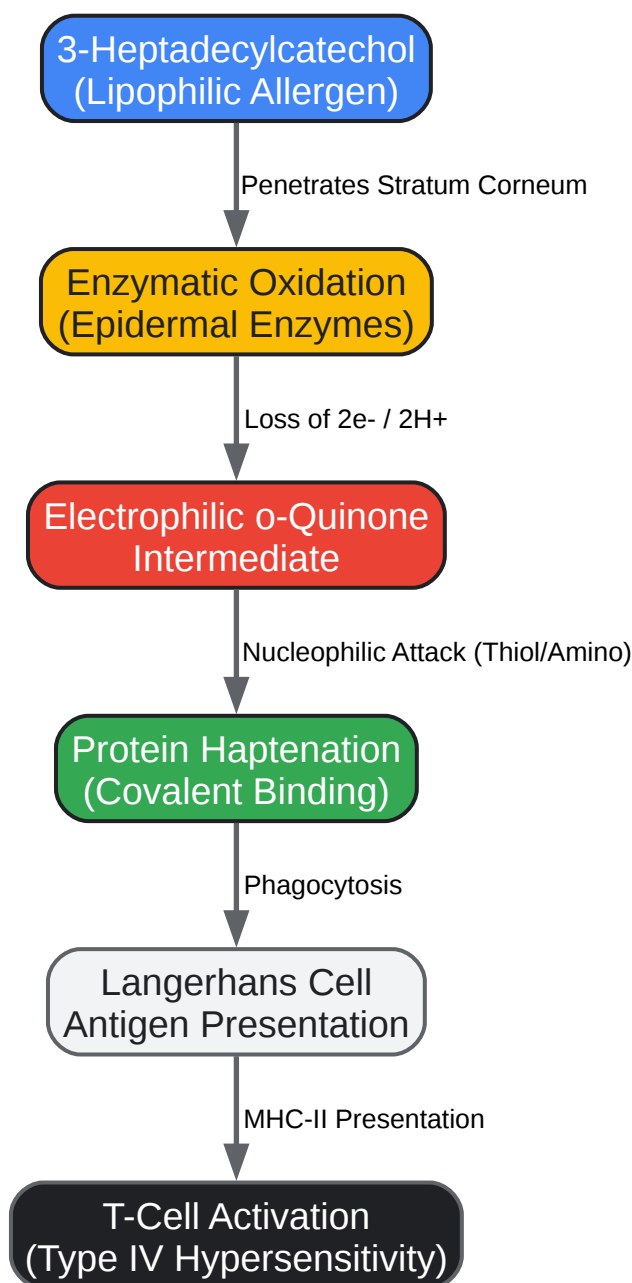 3-Heptadecylcatechol
(Lipophilic Allergen)
Penetrates Stratum Corneum
Enzymatic Oxidation
(Epidermal Enzymes)
Loss of 2e- / 2H+
Electrophilic o-Quinone
Intermediate
Nucleophilic Attack (Thiol/Amino)
Protein Haptenation
(Covalent Binding)
Phagocytosis
Langerhans Cell
Antigen Presentation
MHC-II Presentation
T-Cell Activation
(Type IV Hypersensitivity)